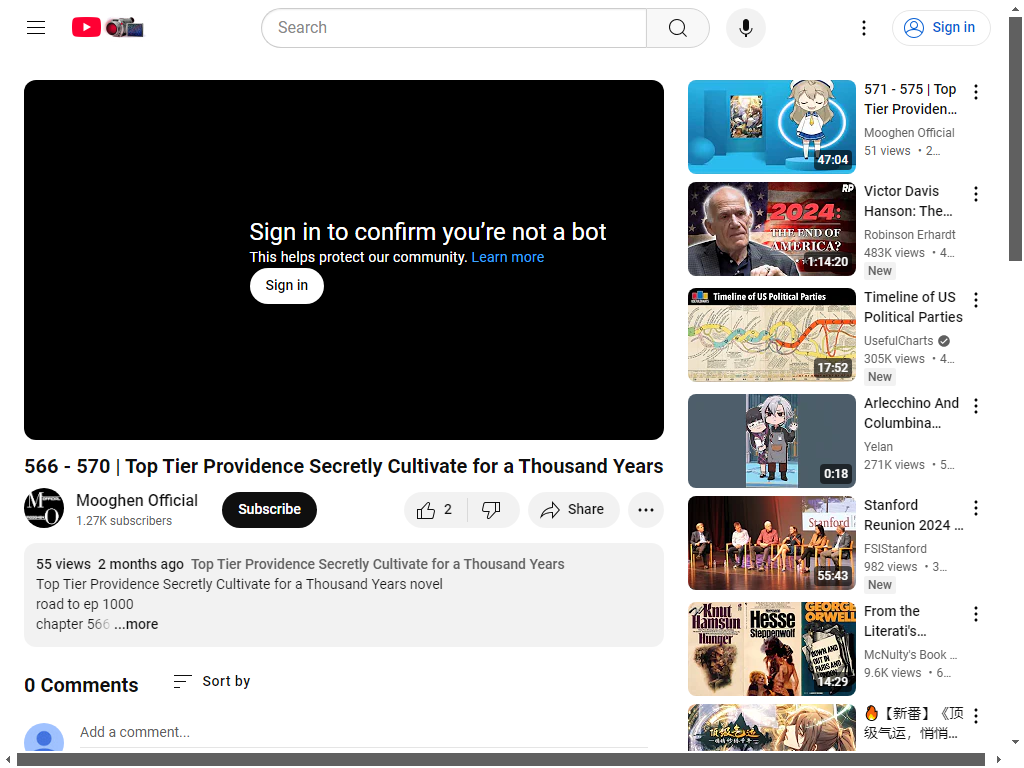 Search
Sign in
Sign in to confirm you're not a bot
This helps protect our community. Learn more
Sign in
566 - 570 | Top Tier Providence Secretly Cultivate for a Thousand Years
Mooghen Official
1.27K subscribers
Subscribe
2
Share
55 views 2 months ago Top Tier Providence Secretly Cultivate for a Thousand Years
Top Tier Providence Secretly Cultivate for a Thousand Years novel
road to ep 1000
chapter 566 ...more
0 Comments
Sort by
Add a comment...
47:04
571 - 575 | Top
Tier Providen...
Mooghen Official
51 views • 2...
RP
2024:
THE END OF
AMERICA?
1:14:20
Victor Davis
Hanson: The...
Robinson Erhardt
483K views • 4...
New
Timeline of US Political Parties
17:52
Timeline of US
Political Parties
UsefulCharts
305K views • 4...
New
0:18
Arlecchino And
Columbina...
Yelan
271K views • 5...
Stanford
55:43
Stanford
Reunion 2024 ...
FSIStanford
982 views • 3...
New
Knut
Hamsun
Hunger
Hesse
Steppenwolf
GEORGE
ORWELL
DOWN AND
OUT IN
PARIS AND
14:29
From the
Literati's...
McNulty's Book ...
9.6K views • 6...
顶级气运
🔥【新番】《顶
级气运，悄悄...